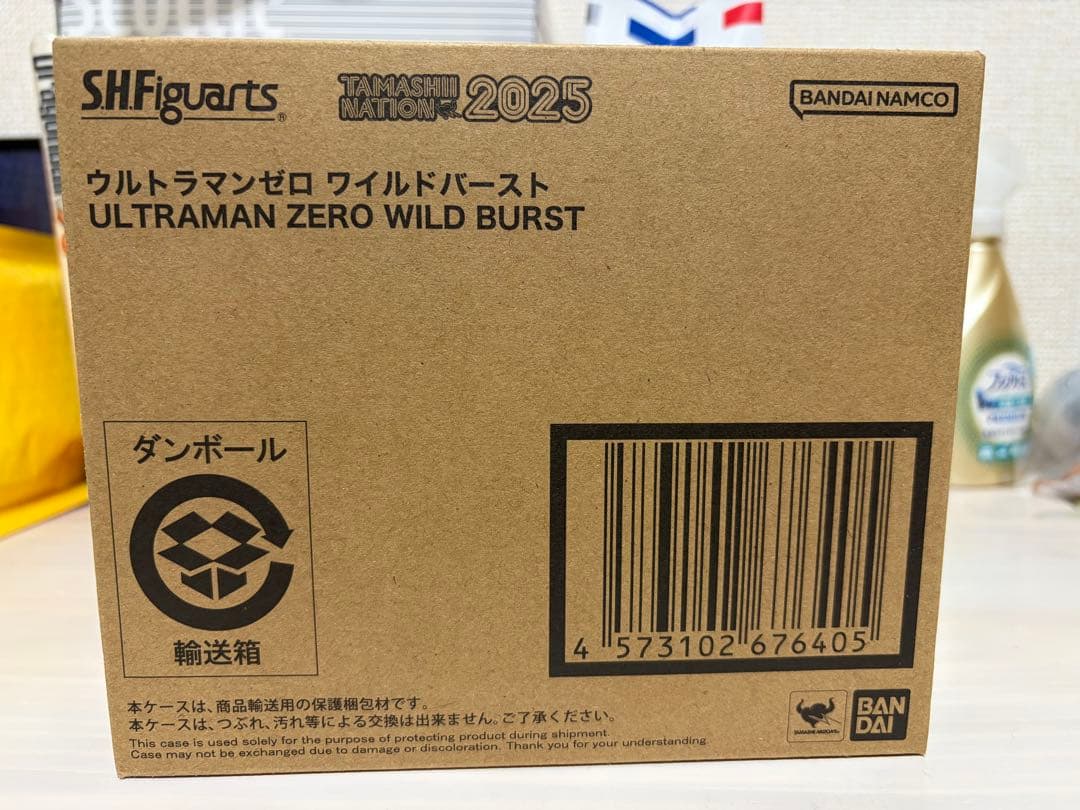 S.H.Figuarts ®
TAMASHII NATION 2025
BANDAI NAMCO
ウルトラマンゼロ ワイルドバースト
ULTRAMAN ZERO WILD BURST
ダンボール
輸送箱
4 573102 676405
本ケースは、商品輸送用の保護梱包材です。
本ケースは、つぶれ、汚れ等による交換は出来ません。ご了承ください。
This case is used solely for the purpose of protecting product during shipment.
Case may not be exchanged due to damage or discoloration. Thank you for your understanding.
TAMASHII NATIONS
BAN
DAI